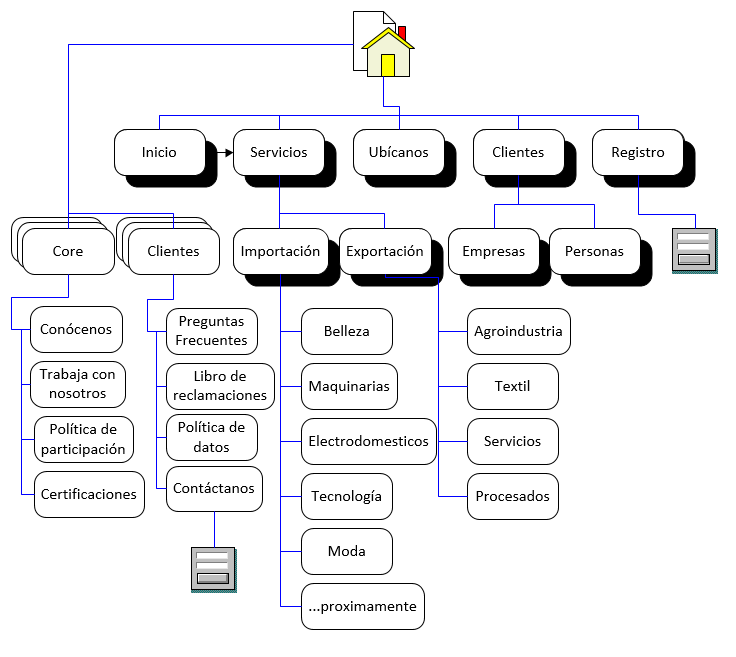 Inicio
Servicios
Ubícanos
Clientes
Registro
Core
Clientes
Importación
Exportación
Empresas
Personas
Conócenos
Trabaja con
nosotros
Política de
participación
Certificaciones
Preguntas
Frecuentes
Libro de
reclamaciones
Política de
datos
Contáctanos
Belleza
Maquinarias
Electrodomesticos
Tecnología
Moda
...proximamente
Agroindustria
Textil
Servicios
Procesados